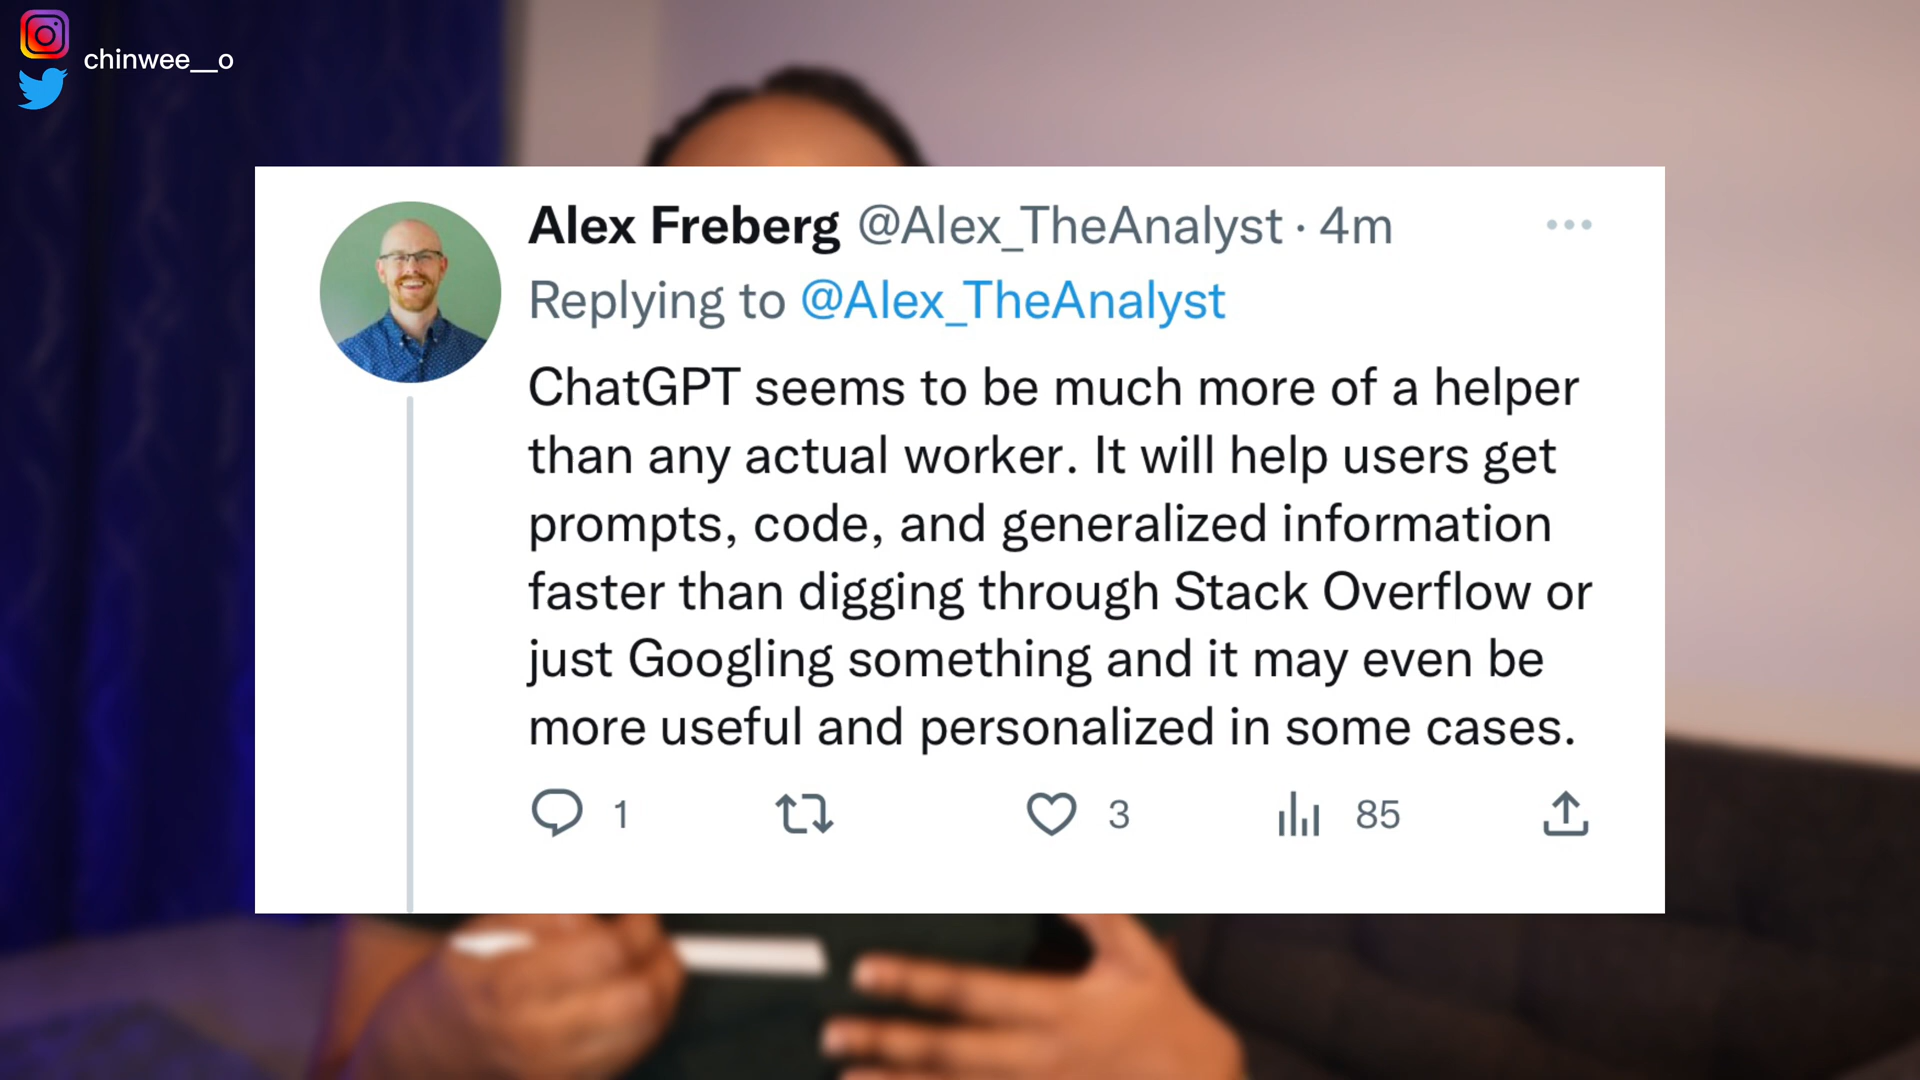 chinwee__o
Alex Freberg @Alex_TheAnalyst · 4m
Replying to @Alex_TheAnalyst
ChatGPT seems to be much more of a helper
than any actual worker. It will help users get
prompts, code, and generalized information
faster than digging through Stack Overflow or
just Googling something and it may even be
more useful and personalized in some cases.
1 3 85